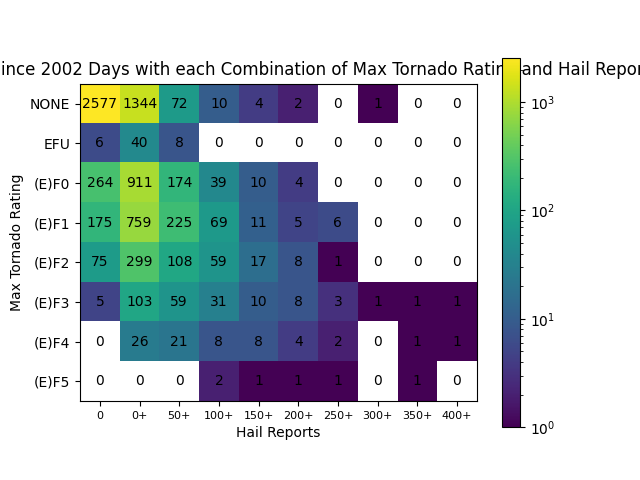 ince 2002 Days with each Combination of Max Tornado Rating and Hail Repor
NONE 2577 1344 72 10 4 2 0 1 0 0
EFU 6 40 8 0 0 0 0 0 0 0
(E)F0 264 911 174 39 10 4 0 0 0 0
(E)F1 175 759 225 69 11 5 6 0 0 0
(E)F2 75 299 108 59 17 8 1 0 0 0
(E)F3 5 103 59 31 10 8 3 1 1 1
(E)F4 0 26 21 8 8 4 2 0 1 1
(E)F5 0 0 0 2 1 1 1 0 1 0
0 0+ 50+ 100+ 150+ 200+ 250+ 300+ 350+ 400+
Hail Reports
Max Tornado Rating
10³
10²
10¹
10⁰